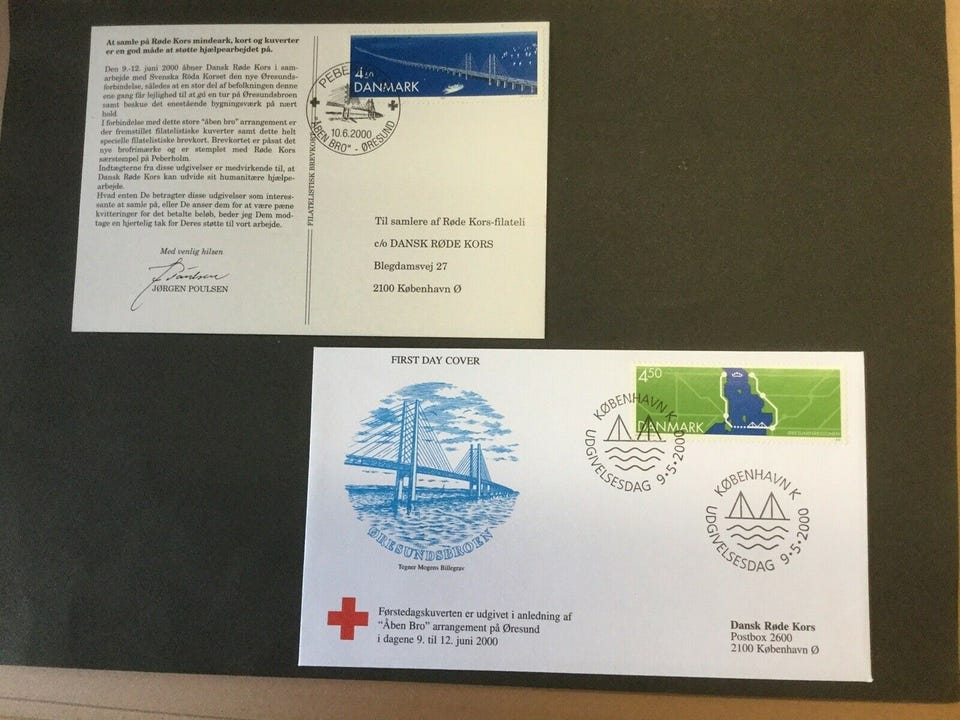 At samle på Røde Kors mindeark, kort og kuverter
er en god måde at støtte hjælpearbejdet på.
Den 9.-12. juni 2000 åbner Dansk Røde Kors i sam-
arbejde med Svenska Röda Korset den nye Øresunds-
forbindelse, således at en stor del af befolkningen denne
ene gang får lejlighed til at gå en tur på Øresundsbroen
samt beskue det enestående bygningsværk på nært
hold.
I forbindelse med dette store "åben bro" arrangement er
der fremstillet filatelistiske kuverter samt dette helt
specielle filatelistiske brevkort. Brevkortet er påsat det
nye brofrimærke og er stemplet med Røde Kors
særstempel på Peberholm.
Indtægterne fra disse udgivelser er medvirkende til, at
Dansk Røde Kors kan udvide sit humanitære hjælpe-
arbejde.
Hvad enten De betragter disse udgivelser som interes-
sante at samle på, eller De anser dem for at være pæne
kvitteringer for det betalte beløb, beder jeg Dem mod-
tage en hjertelig tak for Deres støtte til vort arbejde.
Med venlig hilsen
JØRGEN POULSEN
FILATELISTISK BREVKORT
450
DANMARK
10.6.2000
"ÅBEN BRO" - ØRESUND
Til samlere af Røde Kors-filateli
c/o DANSK RØDE KORS
Blegdamsvej 27
2100 København Ø
FIRST DAY COVER
ØRESUNDSBROEN
Tegner Mogens Billegrav
Førstedagskuverten er udgivet i anledning af
"Åben Bro" arrangement på Øresund
i dagene 9. til 12. juni 2000
450
DANMARK
ØRESUNDSREGIONEN
KØBENHAVN K
UDGIVELSESDAG 9•5•2000
KØBENHAVN K
UDGIVELSESDAG 9•5•2000
Dansk Røde Kors
Postbox 2600
2100 København Ø